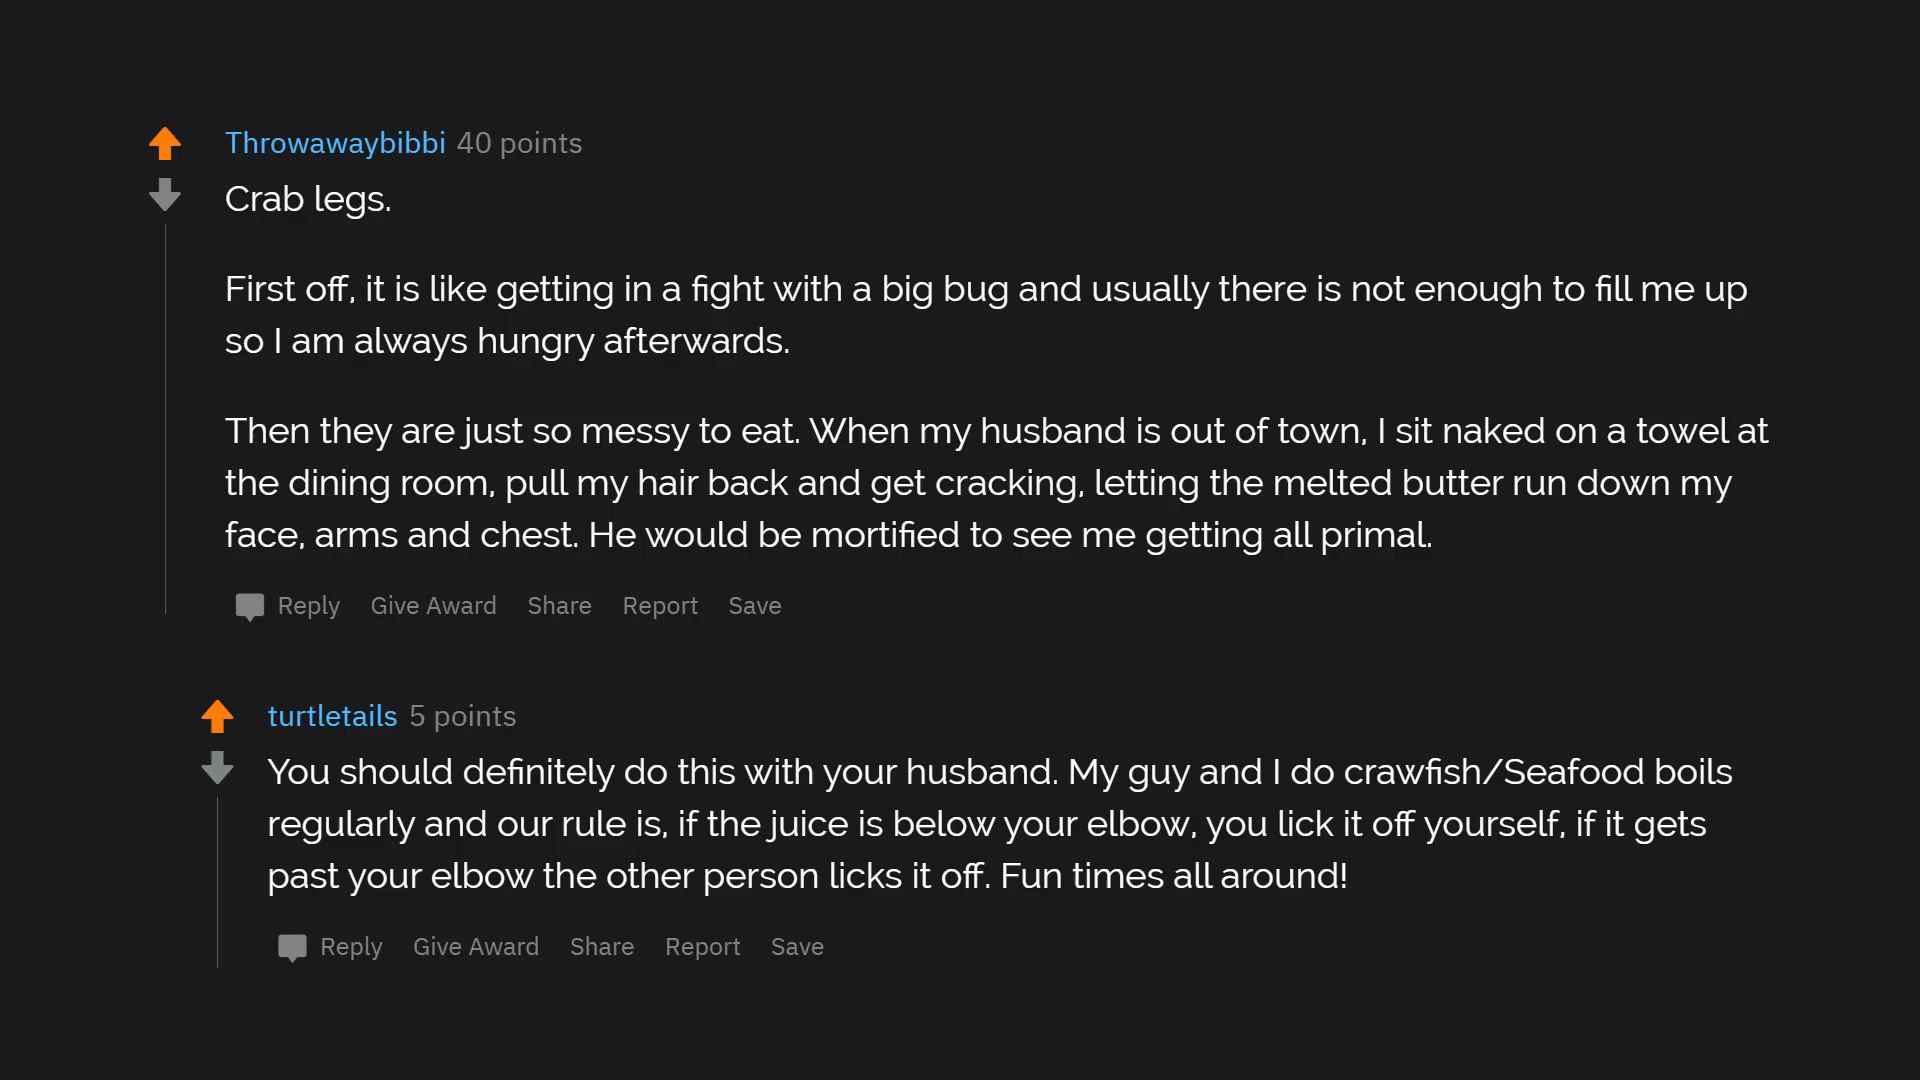 Throwawaybibbi 40 points
Crab legs.
First off, it is like getting in a fight with a big bug and usually there is not enough to fill me up
so I am always hungry afterwards.
Then they are just so messy to eat. When my husband is out of town, I sit naked on a towel at
the dining room, pull my hair back and get cracking, letting the melted butter run down my
face, arms and chest. He would be mortified to see me getting all primal.
Reply Give Award Share Report Save
turtletails 5 points
You should definitely do this with your husband. My guy and I do crawfish/Seafood boils
regularly and our rule is, if the juice is below your elbow, you lick it off yourself, if it gets
past your elbow the other person licks it off. Fun times all around!
Reply Give Award Share Report Save